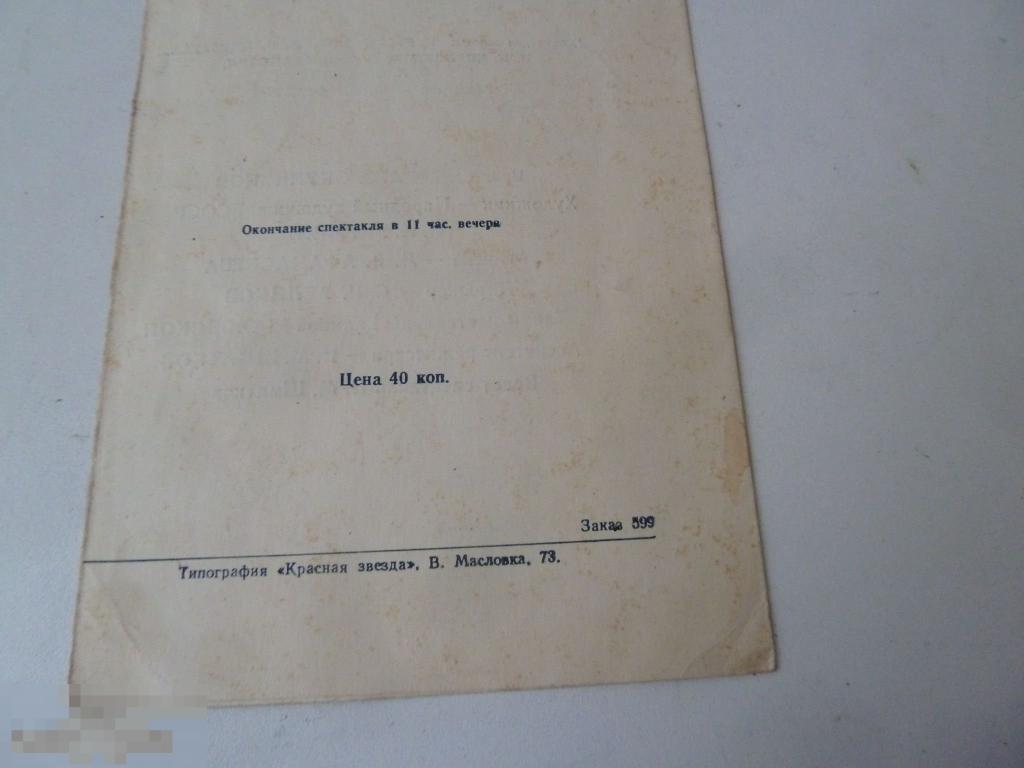 Окончание спектакля в 11 час. вечера
Цена 40 коп.
Заказ 599
Типография «Красная звезда», В. Масловка, 73.